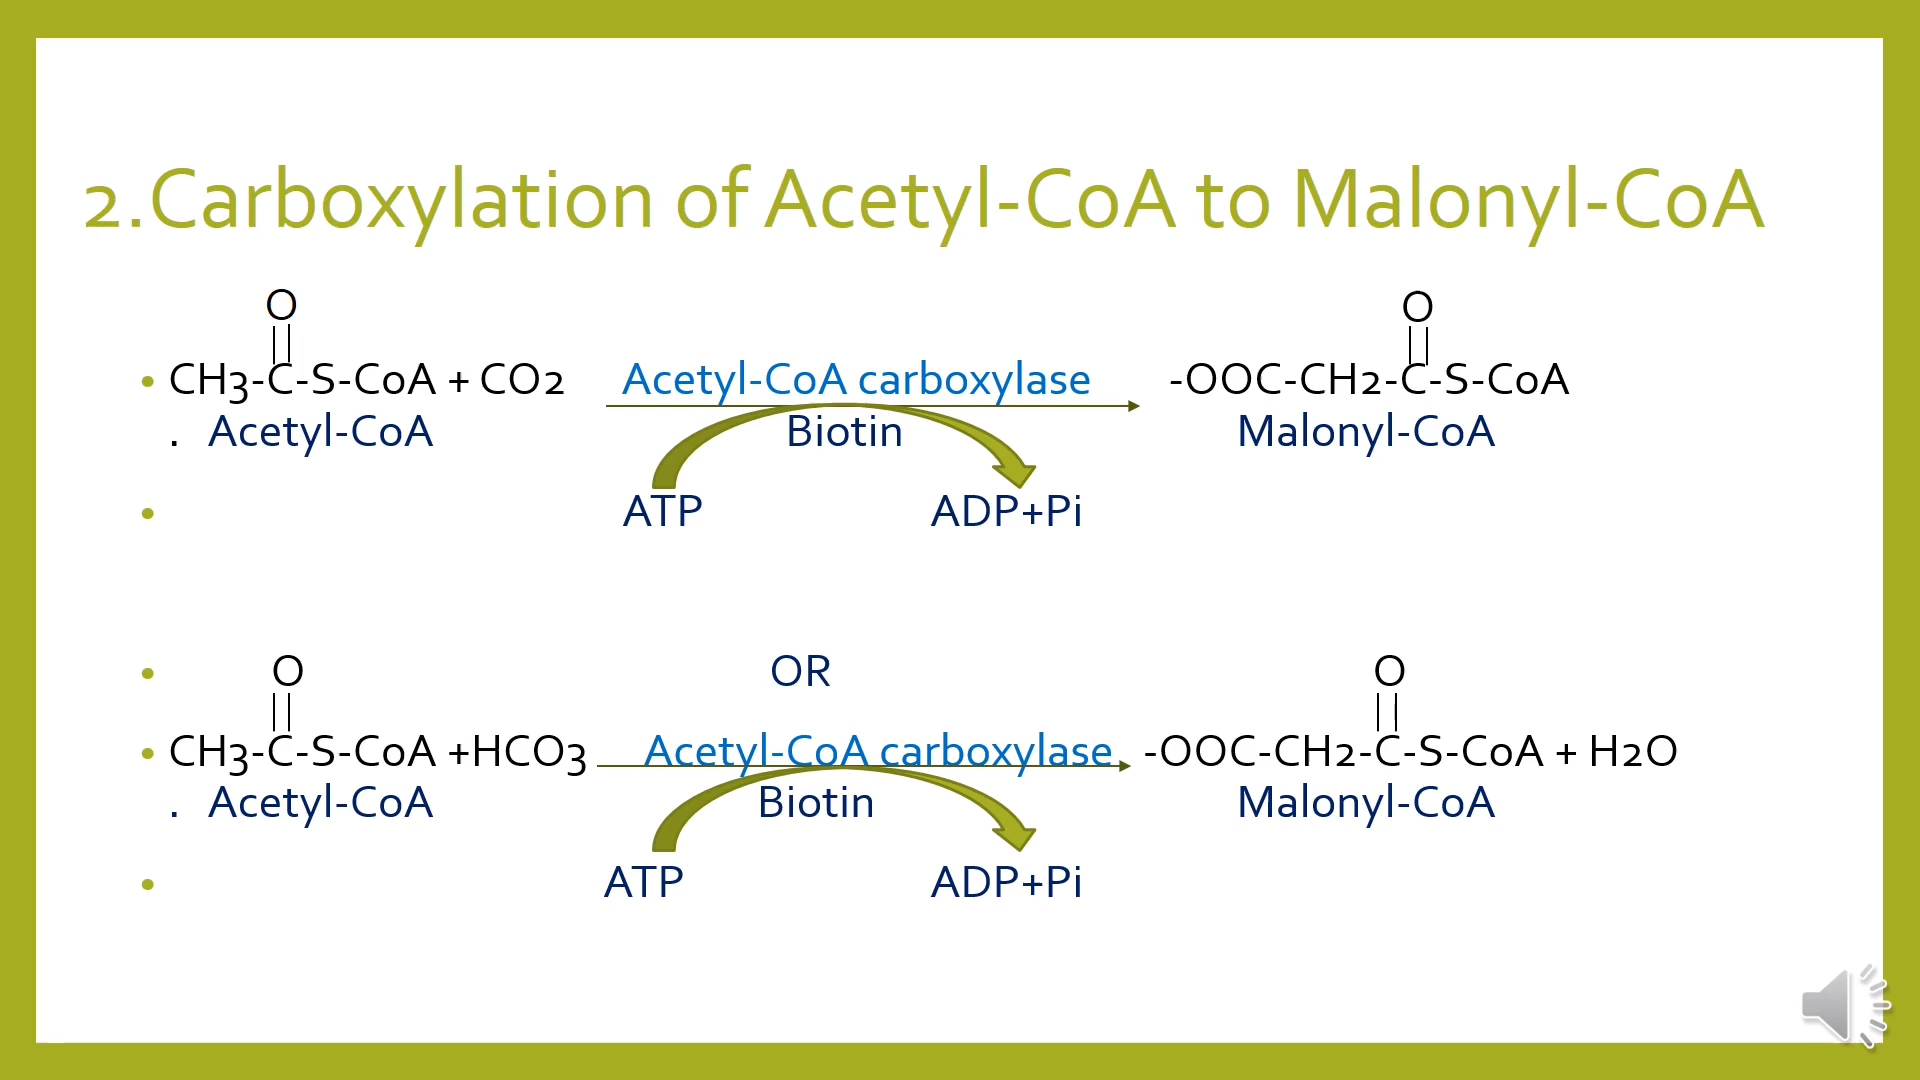 2.Carboxylation of Acetyl-CoA to Malonyl-CoA
O O
• CH3-C-S-CoA + CO2 Acetyl-CoA carboxylase -OOC-CH2-C-S-CoA
. Acetyl-CoA Biotin Malonyl-CoA
• ATP ADP+Pi
• O OR O
• CH3-C-S-CoA +HCO3 Acetyl-CoA carboxylase -OOC-CH2-C-S-CoA + H2O
. Acetyl-CoA Biotin Malonyl-CoA
• ATP ADP+Pi